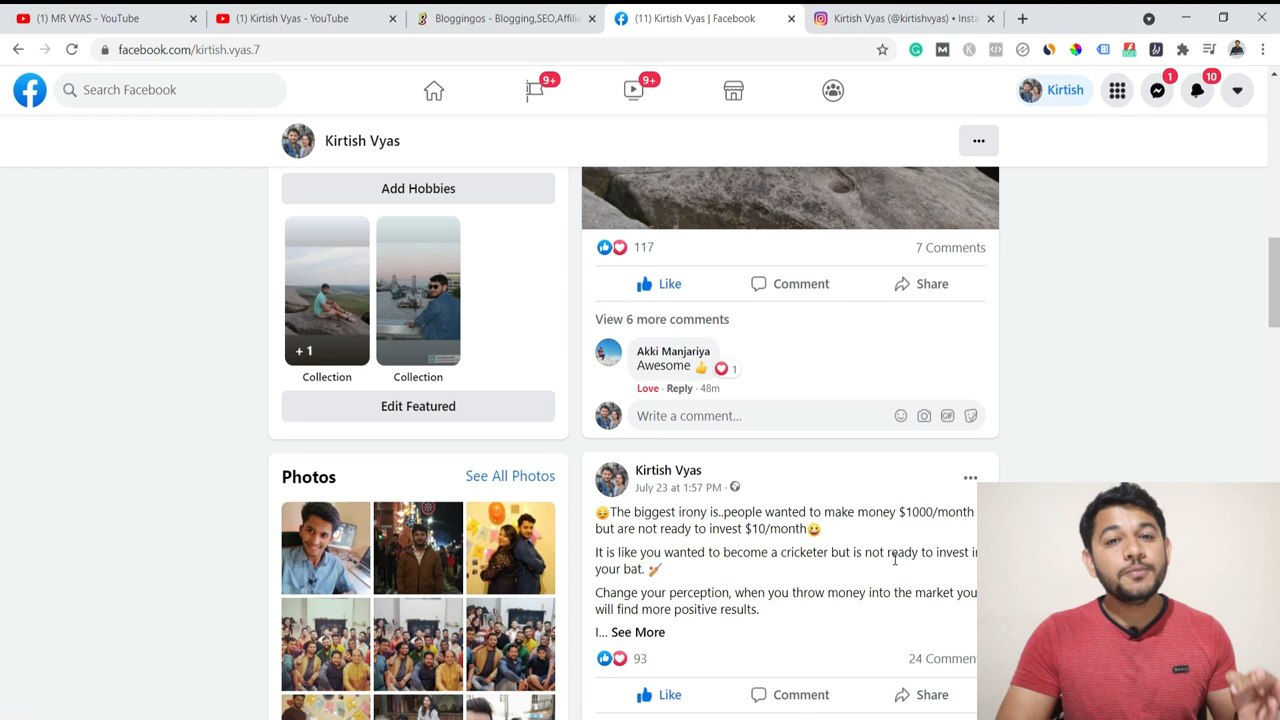 (1) MR VYAS - YouTube
(1) Kirtish Vyas - YouTube
Bloggingos - Blogging,SEO,Affili
(11) Kirtish Vyas | Facebook
Kirtish Vyas (@kirtishvyas) • Insta
facebook.com/kirtish.vyas.7
Search Facebook
9+
9+
Kirtish
1
10
Kirtish Vyas
Add Hobbies
+ 1
Collection
Collection
Edit Featured
Photos
See All Photos
117
7 Comments
Like
Comment
Share
View 6 more comments
Akki Manjariya
Awesome 👍
1
Love · Reply · 48m
Write a comment...
GIF
Kirtish Vyas
July 23 at 1:57 PM ·
😔The biggest irony is..people wanted to make money $1000/month
but are not ready to invest $10/month😀
It is like you wanted to become a cricketer but is not ready to invest in
your bat. 🏏
Change your perception, when you throw money into the market you
will find more positive results.
I... See More
93
24 Commen
Like
Comment
Share